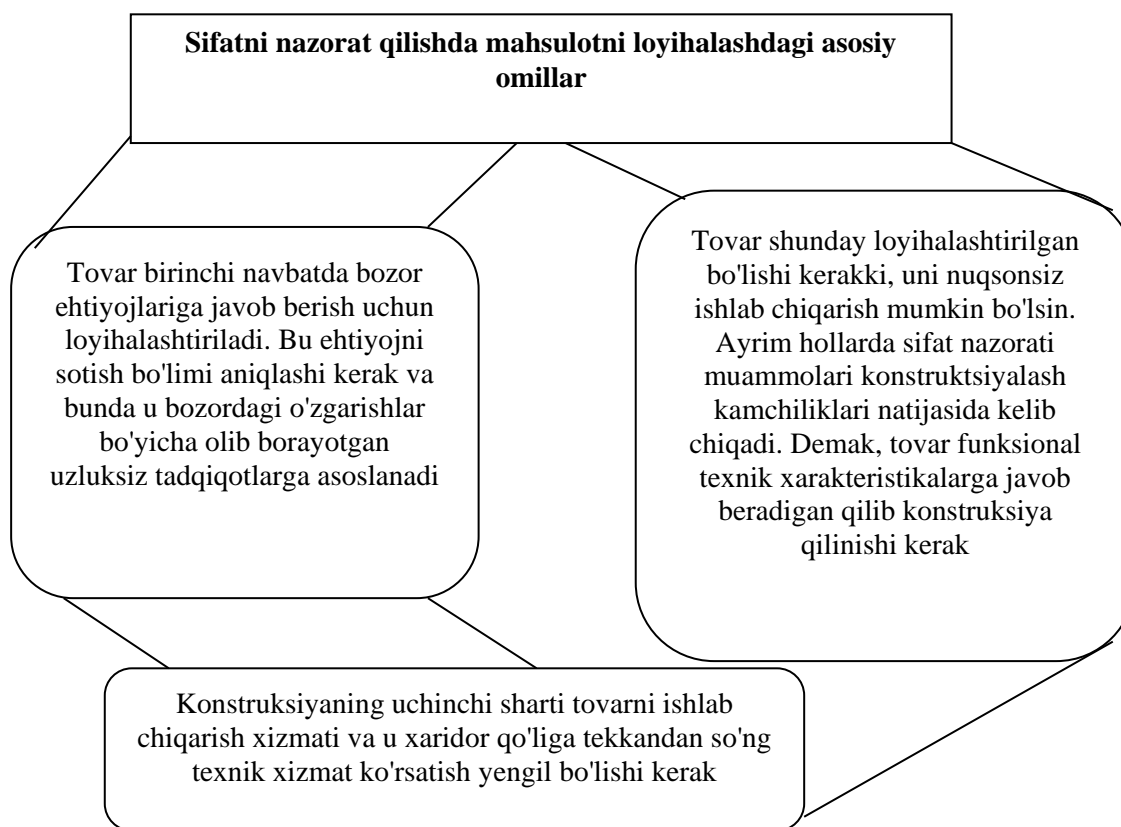 Sifatni nazorat qilishda mahsulotni loyihalashdagi asosiy
omillar
Tovar birinchi navbatda bozor
ehtiyojlariga javob berish uchun
loyihalashtiriladi. Bu ehtiyojni
sotish bo'limi aniqlashi kerak va
bunda u bozordagi o'zgarishlar
bo'yicha olib borayotgan
uzluksiz tadqiqotlarga asoslanadi
Tovar shunday loyihalashtirilgan
bo'lishi kerakki, uni nuqsonsiz
ishlab chiqarish mumkin bo'lsin.
Ayrim hollarda sifat nazorati
muammolari konstruktsiyalash
kamchiliklari natijasida kelib
chiqadi. Demak, tovar funksional
texnik xarakteristikalarga javob
beradigan qilib konstruksiya
qilinishi kerak
Konstruksiyaning uchinchi sharti tovarni ishlab
chiqarish xizmati va u xaridor qo'liga tekkandan so'ng
texnik xizmat ko'rsatish yengil bo'lishi kerak